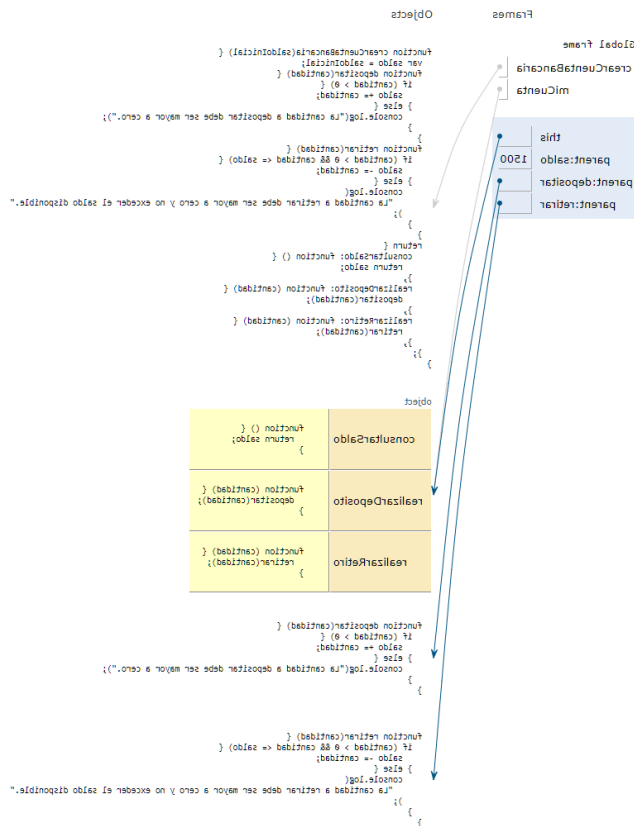 Frames
Objects
Global frame
crearCuentaBancaria
miCuenta
this
parent:saldo 1500
parent:depositar
parent:retirar
function crearCuentaBancaria(saldoInicial) {
var saldo = saldoInicial;
function depositar(cantidad) {
if (cantidad > 0) {
saldo += cantidad;
} else {
console.log("La cantidad a depositar debe ser mayor a cero.");
}
}
function retirar(cantidad) {
if (cantidad > 0 && cantidad <= saldo) {
saldo -= cantidad;
} else {
console.log(
"La cantidad a retirar debe ser mayor a cero y no exceder el saldo disponible."
);
}
}
return {
consultarSaldo: function () {
return saldo;
},
realizarDeposito: function (cantidad) {
depositar(cantidad);
},
realizarRetiro: function (cantidad) {
retirar(cantidad);
},
};
}
object
consultarSaldo
function () {
return saldo;
}
realizarDeposito
function (cantidad) {
depositar(cantidad);
}
realizarRetiro
function (cantidad) {
retirar(cantidad);
}
function depositar(cantidad) {
if (cantidad > 0) {
saldo += cantidad;
} else {
console.log("La cantidad a depositar debe ser mayor a cero.");
}
}
function retirar(cantidad) {
if (cantidad > 0 && cantidad <= saldo) {
saldo -= cantidad;
} else {
console.log(
"La cantidad a retirar debe ser mayor a cero y no exceder el saldo disponible."
);
}
}